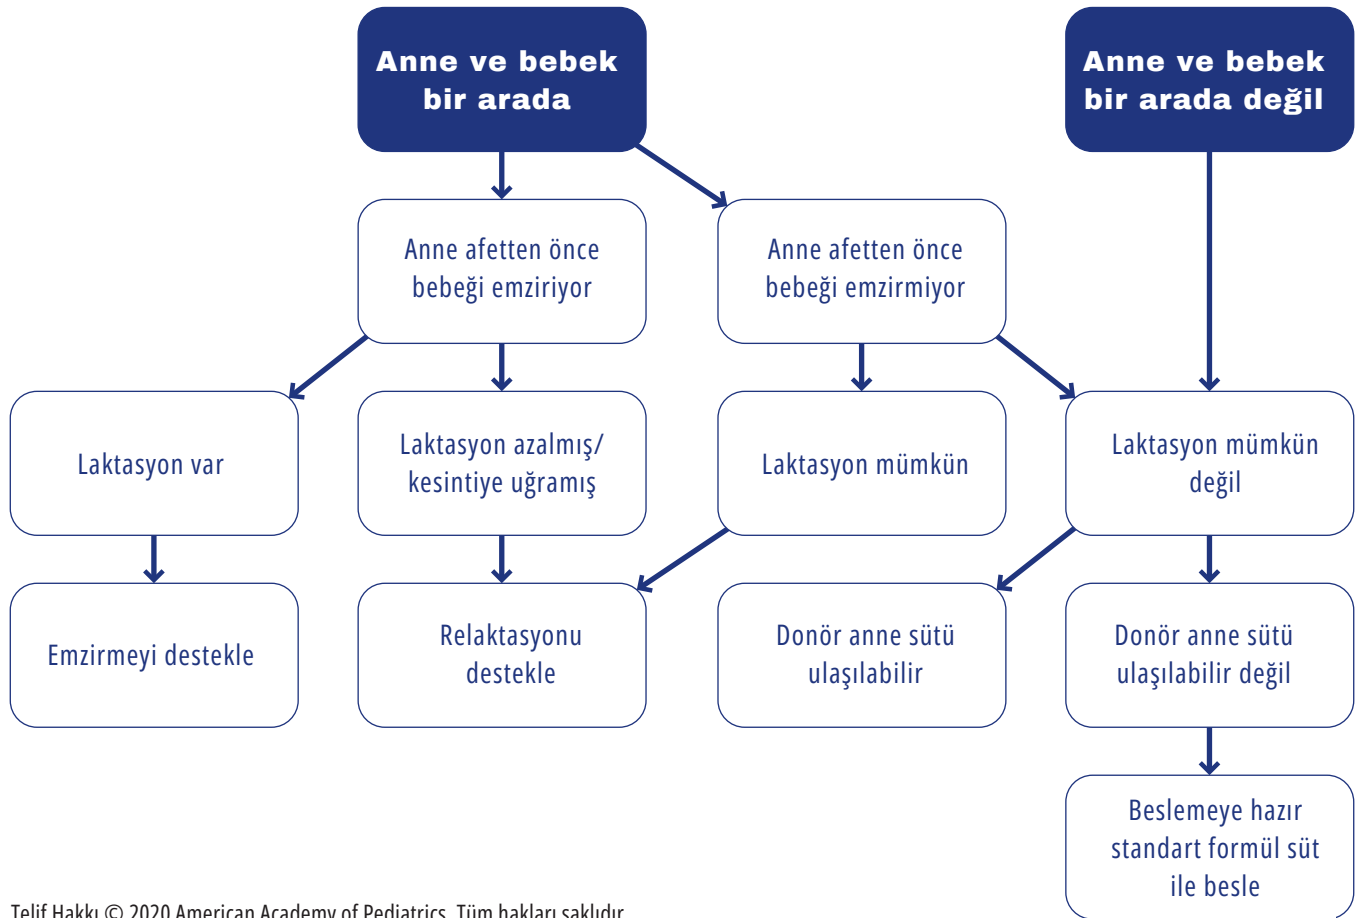 Anne ve bebek
bir arada
Anne ve bebek
bir arada değil
Anne afetten önce
bebeği emziriyor
Anne afetten önce
bebeği emzirmiyor
Laktasyon var
Laktasyon azalmış/
kesintiye uğramış
Laktasyon mümkün
Laktasyon mümkün
değil
Emzirmeyi destekle
Relaktasyonu
destekle
Donör anne sütü
ulaşılabilir
Donör anne sütü
ulaşılabilir değil
Beslemeye hazır
standart formül süt
ile besle
Telif Hakkı © 2020 American Academy of Pediatrics. Tüm hakları saklıdır